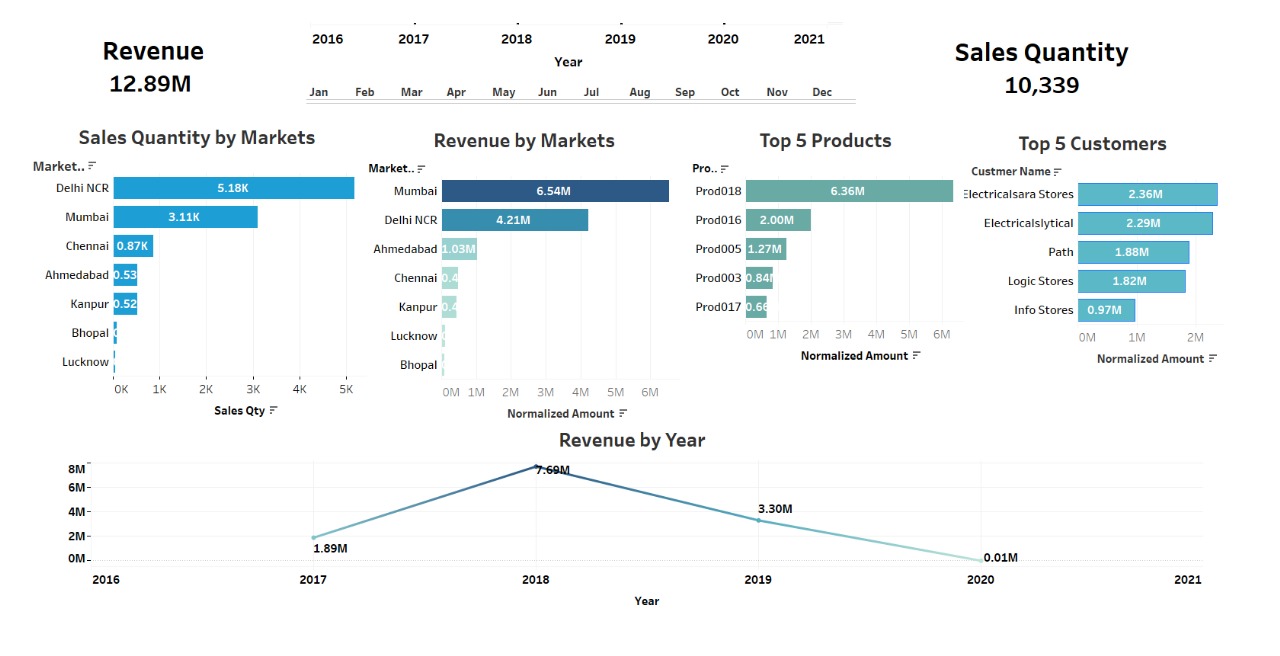 Revenue
12.89M
2016 2017 2018 2019 2020 2021
Year
Jan Feb Mar Apr May Jun Jul Aug Sep Oct Nov Dec
Sales Quantity
10,339
Sales Quantity by Markets
Market..
Delhi NCR 5.18K
Mumbai 3.11K
Chennai 0.87K
Ahmedabad 0.53
Kanpur 0.52
Bhopal
Lucknow
0K 1K 2K 3K 4K 5K
Sales Qty
Revenue by Markets
Market..
Mumbai 6.54M
Delhi NCR 4.21M
Ahmedabad 1.03M
Chennai 0.4
Kanpur
Lucknow
Bhopal
0M 1M 2M 3M 4M 5M 6M
Normalized Amount
Top 5 Products
Pro..
Prod018 6.36M
Prod016 2.00M
Prod005 1.27M
Prod003 0.84M
Prod017 0.66
0M 1M 2M 3M 4M 5M 6M
Normalized Amount
Top 5 Customers
Custmer Name
Electricalsara Stores 2.36M
Electricalslytical 2.29M
Path 1.88M
Logic Stores 1.82M
Info Stores 0.97M
0M 1M 2M
Normalized Amount
Revenue by Year
8M
6M
4M
2M
0M
1.89M
7.69M
3.30M
0.01M
2016 2017 2018 2019 2020 2021
Year